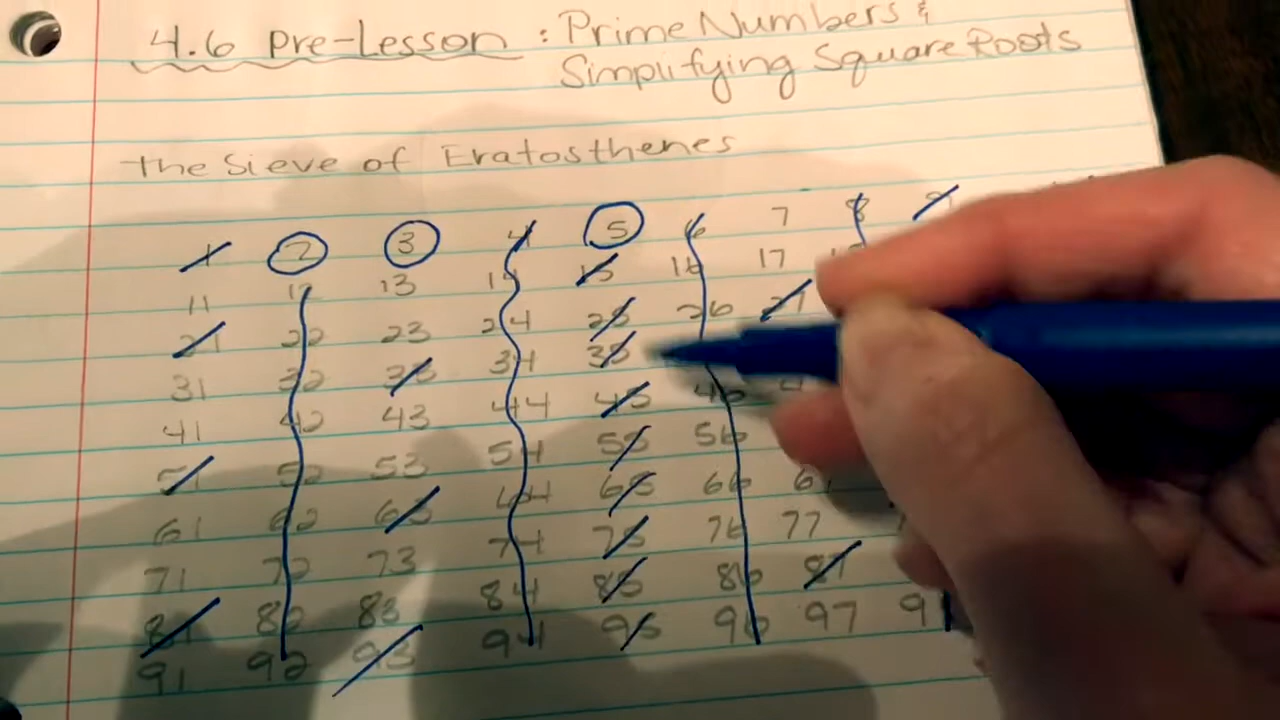 4.6 Pre-Lesson : Prime Numbers &
Simplifying Square Roots
The Sieve of Eratosthenes
1 2 3 4 5 6 7 8 9
11 12 13 14 15 16 17
21 22 23 24 25 26 27
31 32 33 34 35
41 42 43 44 45 46
51 52 53 54 55 56
61 62 63 64 65 66
71 72 73 74 75 76 77
81 82 83 84 85 86 87
91 92 93 94 95 96 97